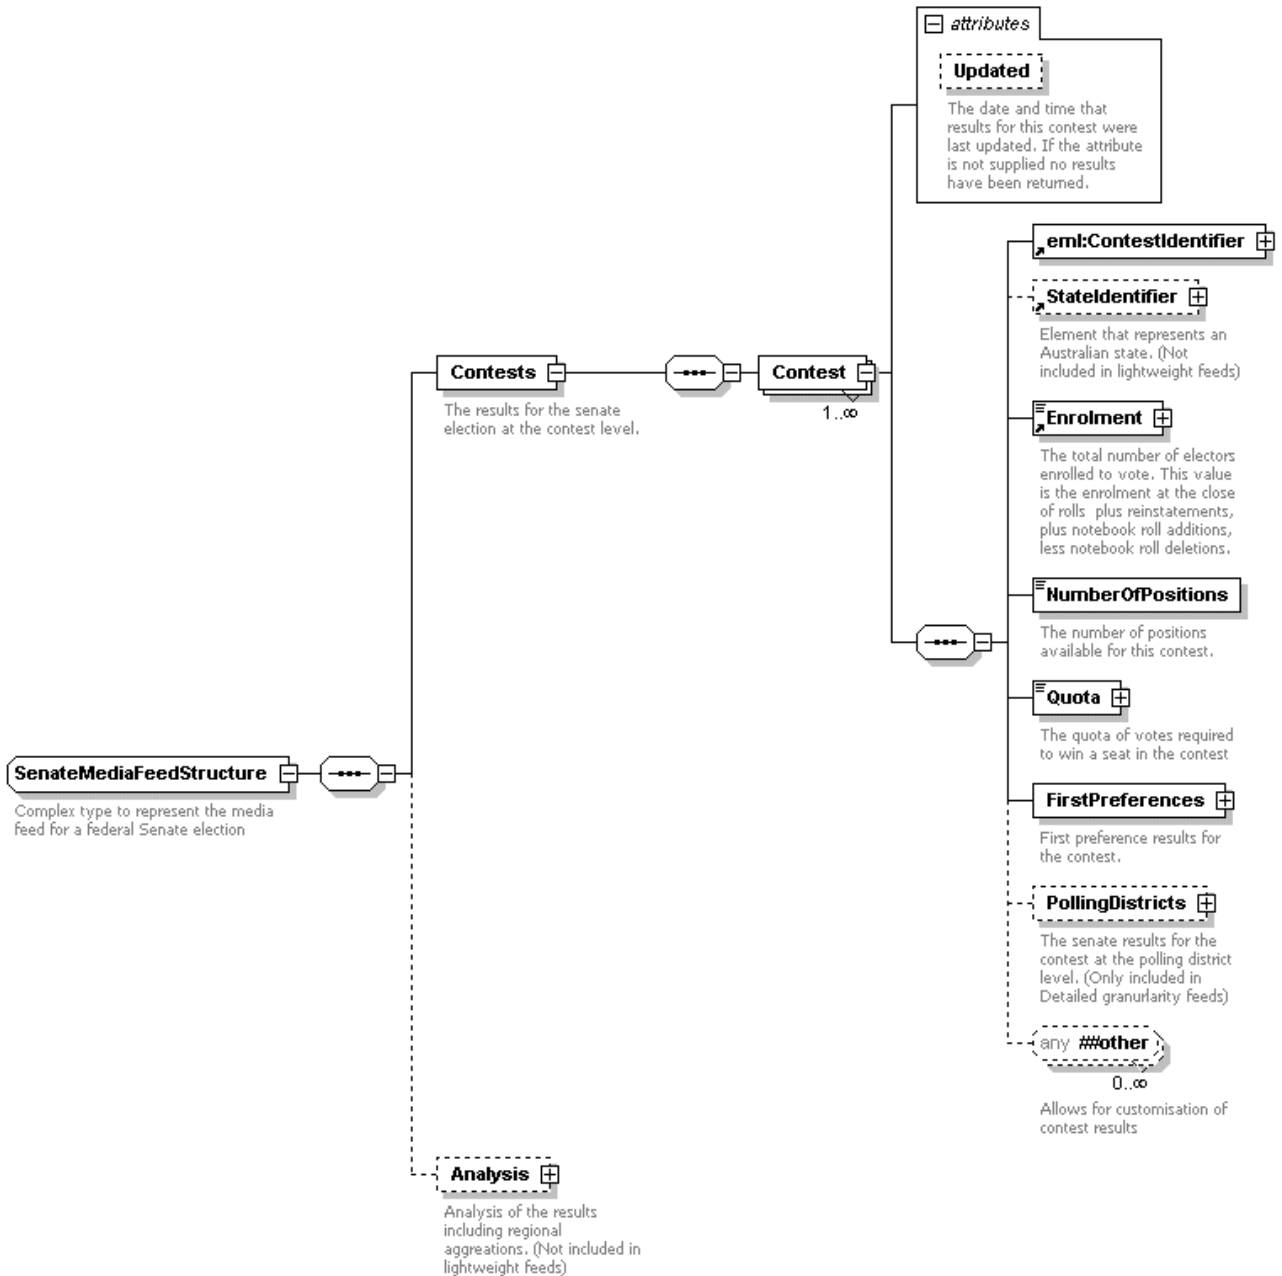 attributes
Updated
The date and time that
results for this contest were
last updated. If the attribute
is not supplied no results
have been returned.
eml:ContestIdentifier
StateIdentifier
Element that represents an
Australian state. (Not
included in lightweight feeds)
Contests
The results for the senate
election at the contest level.
Contest
1..∞
Enrolment
The total number of electors
enrolled to vote. This value
is the enrolment at the close
of rolls plus reinstatements,
plus notebook roll additions,
less notebook roll deletions.
NumberOfPositions
The number of positions
available for this contest.
Quota
The quota of votes required
to win a seat in the contest
SenateMediaFeedStructure
Complex type to represent the media
feed for a federal Senate election
FirstPreferences
First preference results for
the contest.
PollingDistricts
The senate results for the
contest at the polling district
level. (Only included in
Detailed granurlarity feeds)
any ##other
0..∞
Allows for customisation of
contest results
Analysis
Analysis of the results
including regional
aggreations. (Not included in
lightweight feeds)